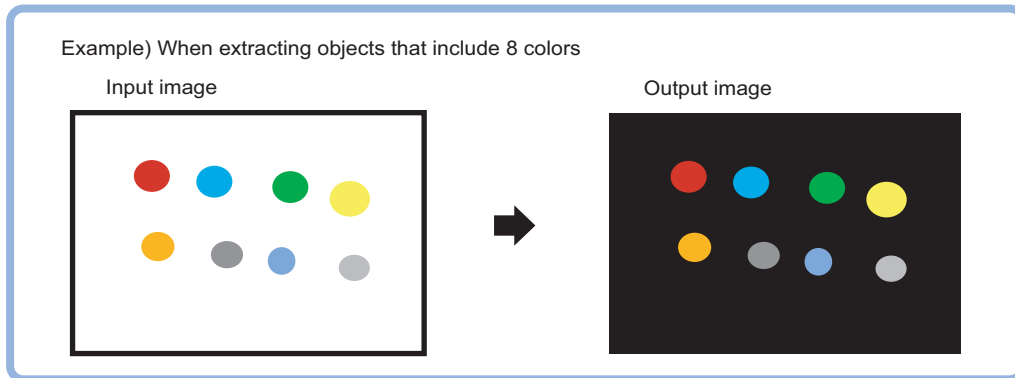 Example) When extracting objects that include 8 colors
Input image
Output image